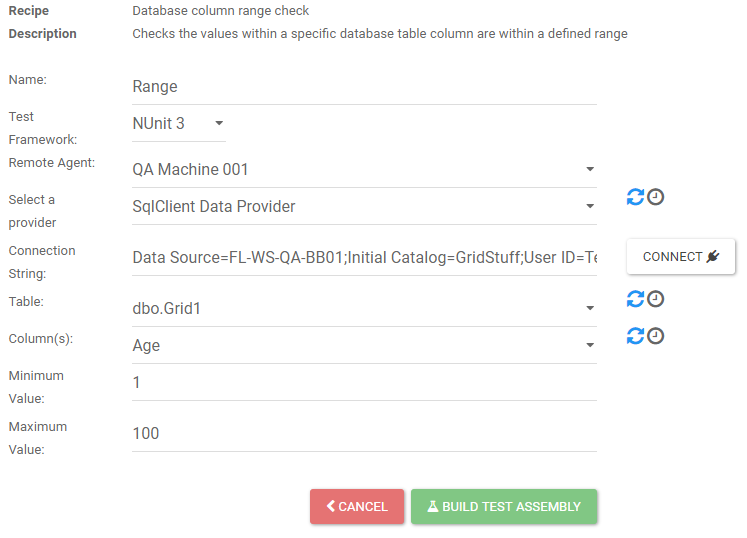 Recipe Database column range check
Description Checks the values within a specific database table column are within a defined range
Name: Range
Test Framework: NUnit 3
Remote Agent: QA Machine 001
Select a provider SqlClient Data Provider
Connection String: Data Source=FL-WS-QA-BB01;Initial Catalog=GridStuff;User ID=Te CONNECT
Table: dbo.Grid1
Column(s): Age
Minimum Value: 1
Maximum Value: 100
CANCEL BUILD TEST ASSEMBLY